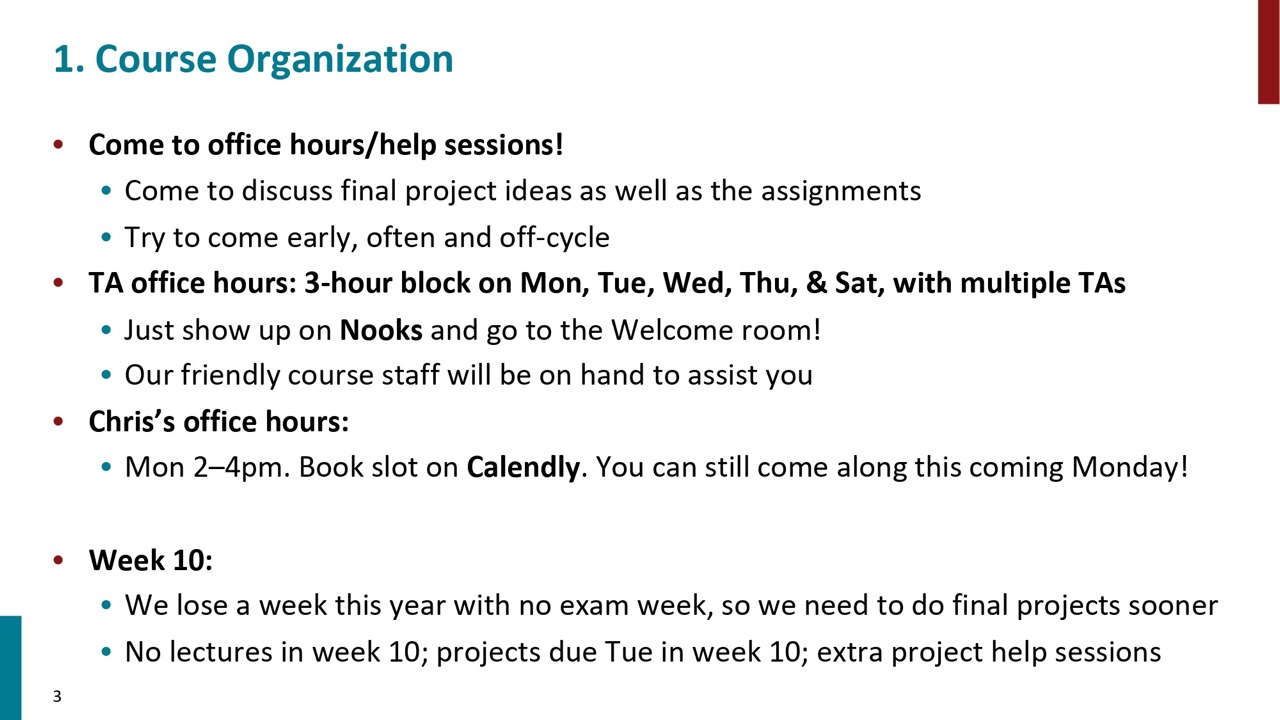 1. Course Organization
• Come to office hours/help sessions!
• Come to discuss final project ideas as well as the assignments
• Try to come early, often and off-cycle
• TA office hours: 3-hour block on Mon, Tue, Wed, Thu, & Sat, with multiple TAs
• Just show up on Nooks and go to the Welcome room!
• Our friendly course staff will be on hand to assist you
• Chris’s office hours:
• Mon 2–4pm. Book slot on Calendly. You can still come along this coming Monday!
• Week 10:
• We lose a week this year with no exam week, so we need to do final projects sooner
• No lectures in week 10; projects due Tue in week 10; extra project help sessions
3